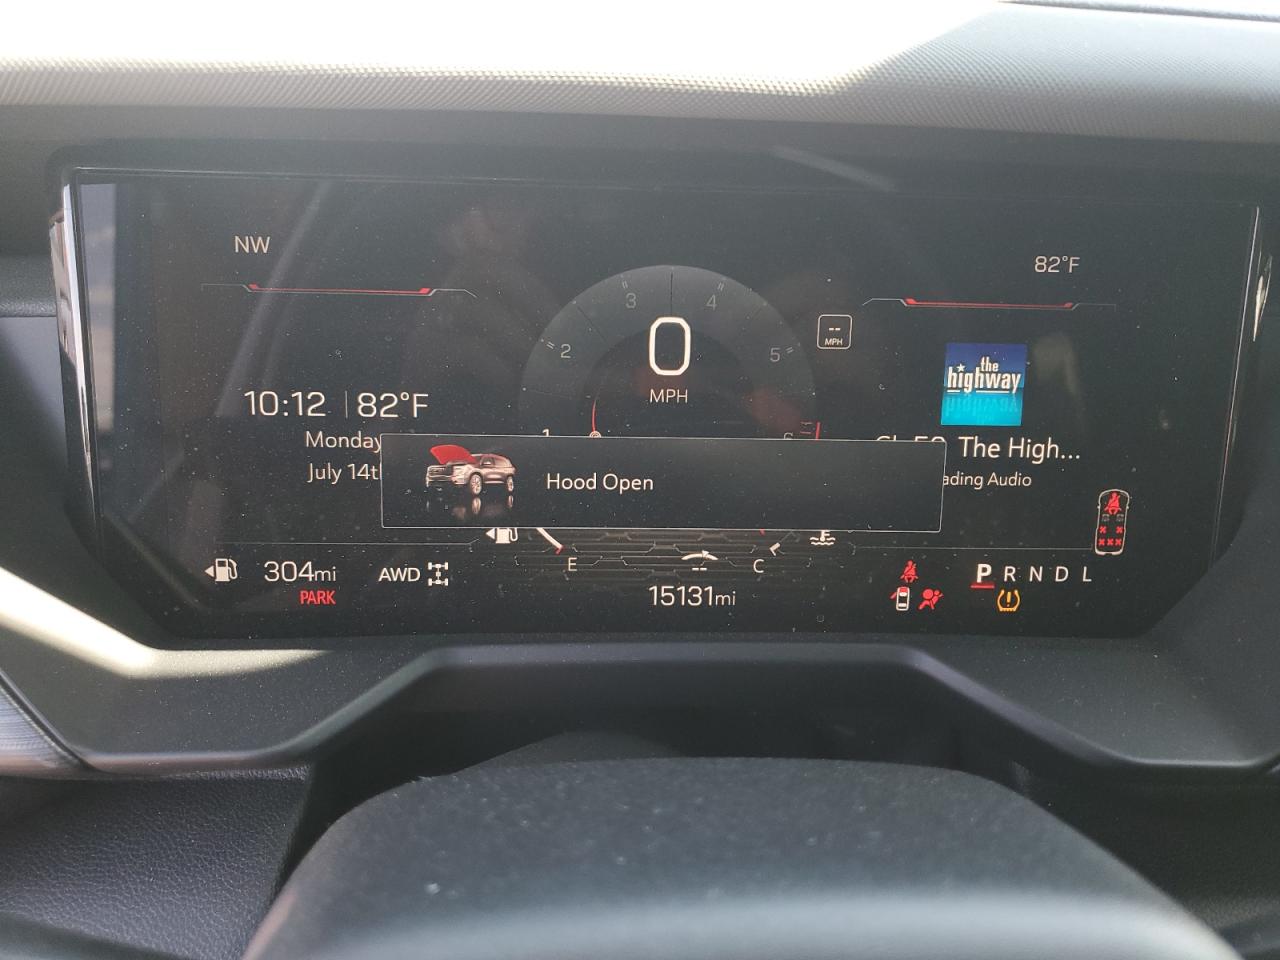 NW
82°F
3 4
2 5
0
MPH
--
MPH
the
highway
10:12 82°F
Monday
July 14t
The High...
ading Audio
Hood Open
1
E C
304mi
PARK
AWD
--
15131mi
P R N D L